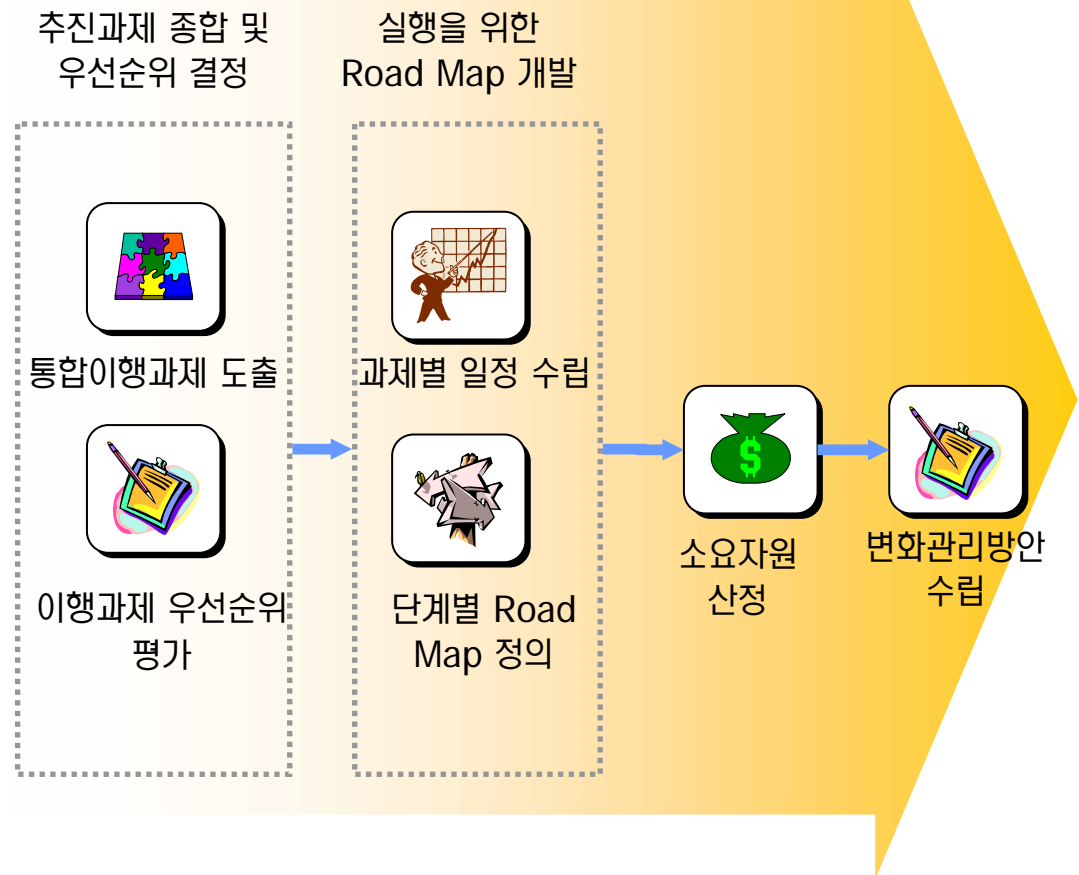 추진과제 종합 및
우선순위 결정
실행을 위한
Road Map 개발
통합이행과제 도출
이행과제 우선순위
평가
과제별 일정 수립
단계별 Road
Map 정의
$
소요자원
산정
변화관리방안
수립